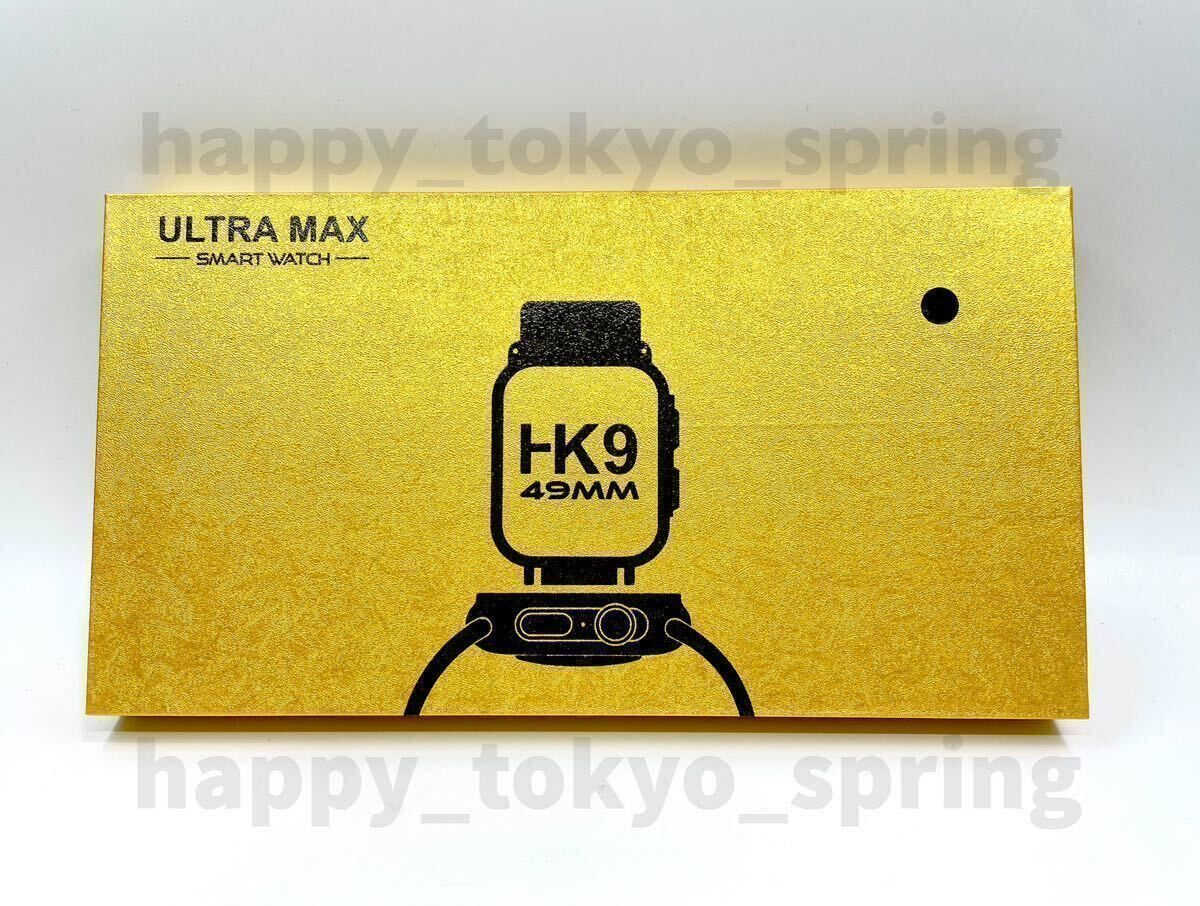 happy_tokyo_spring
ULTRA MAX
SMART WATCH
HK9
49MM
happy_tokyo_spring